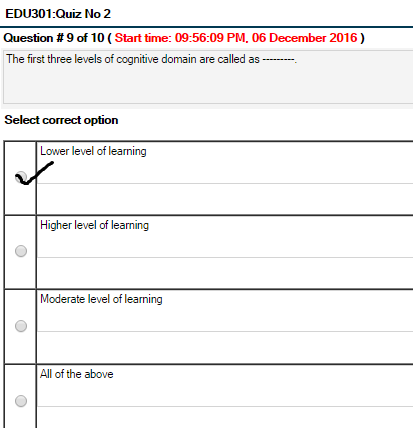 EDU301:Quiz No 2
Question # 9 of 10 ( Start time: 09:56:09 PM, 06 December 2016 )
The first three levels of cognitive domain are called as ---------.
Select correct option
Lower level of learning
Higher level of learning
Moderate level of learning
All of the above